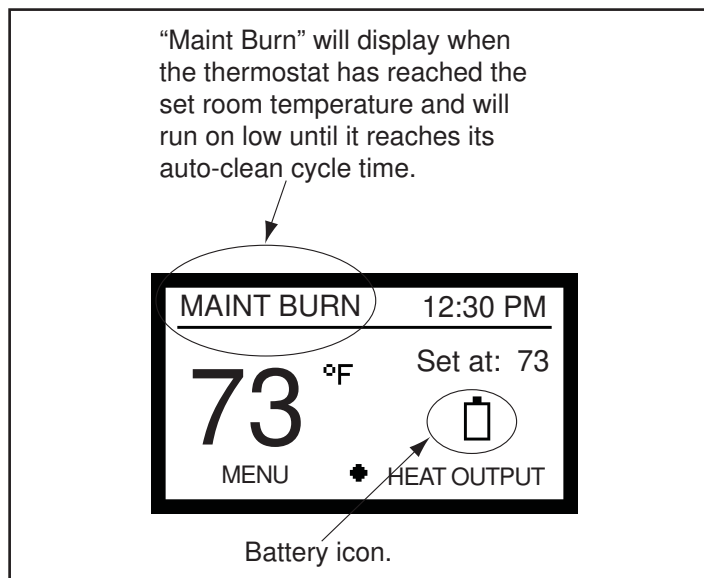 “Maint Burn” will display when
the thermostat has reached the
set room temperature and will
run on low until it reaches its
auto-clean cycle time.
MAINT BURN 12:30 PM
Set at: 73
73 °F
MENU HEAT OUTPUT
Battery icon.